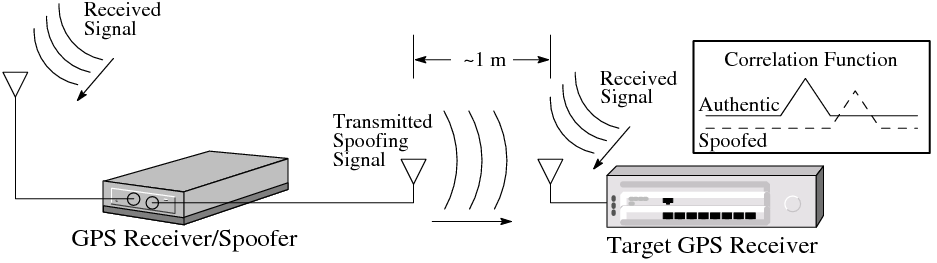 Received
Signal
~1 m
Received
Signal
Transmitted
Spoofing
Signal
Correlation Function
Authentic
Spoofed
GPS Receiver/Spoofer
Target GPS Receiver